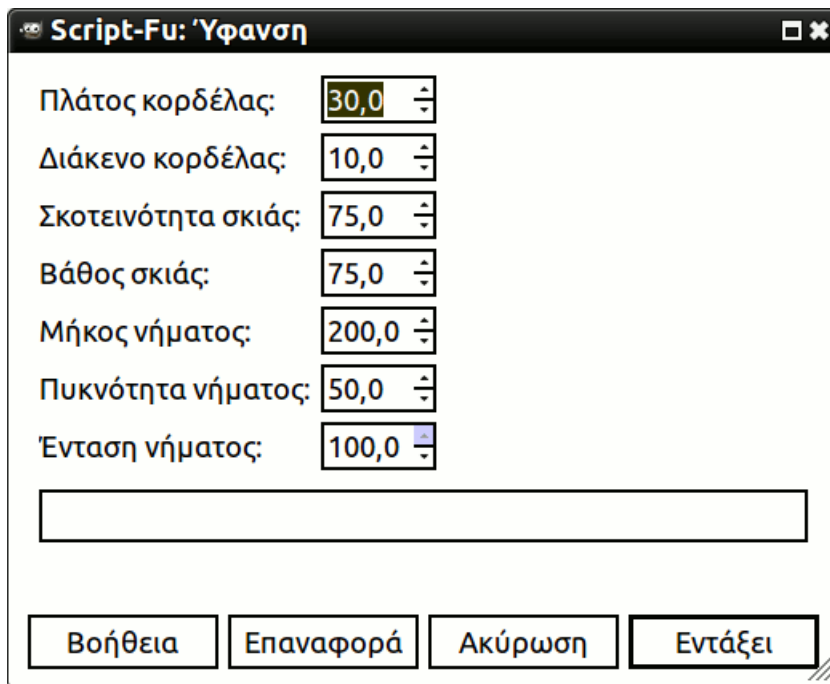 Script-Fu: Ύφανση
Πλάτος κορδέλας: 30,0
Διάκενο κορδέλας: 10,0
Σκοτεινότητα σκιάς: 75,0
Βάθος σκιάς: 75,0
Μήκος νήματος: 200,0
Πυκνότητα νήματος: 50,0
Ένταση νήματος: 100,0
Βοήθεια Επαναφορά Ακύρωση Εντάξει